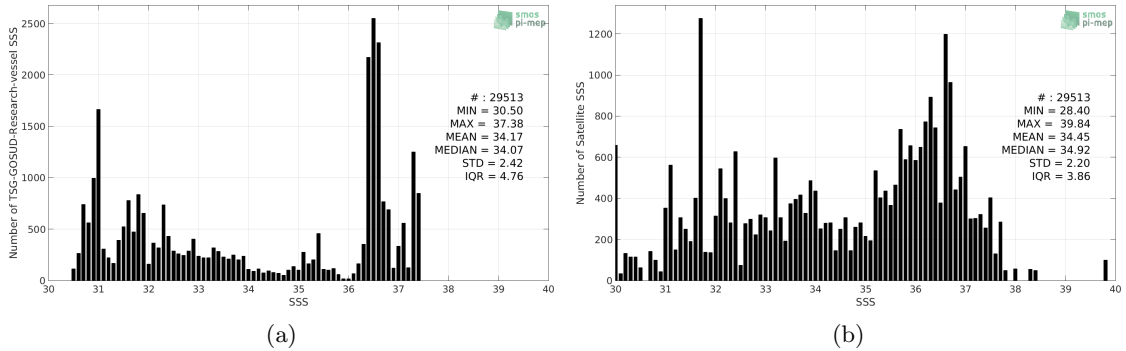 Number of TSG-GOSUD-Research-vessel SSS
2500
2000
1500
1000
500
0
30 31 32 33 34 35 36 37 38 39 40
SSS
smos
pi-mep
# : 29513
MIN = 30.50
MAX = 37.38
MEAN = 34.17
MEDIAN = 34.07
STD = 2.42
IQR = 4.76
(a)
Number of Satellite SSS
1200
1000
800
600
400
200
0
30 31 32 33 34 35 36 37 38 39 40
SSS
smos
pi-mep
# : 29513
MIN = 28.40
MAX = 39.84
MEAN = 34.45
MEDIAN = 34.92
STD = 2.20
IQR = 3.86
(b)